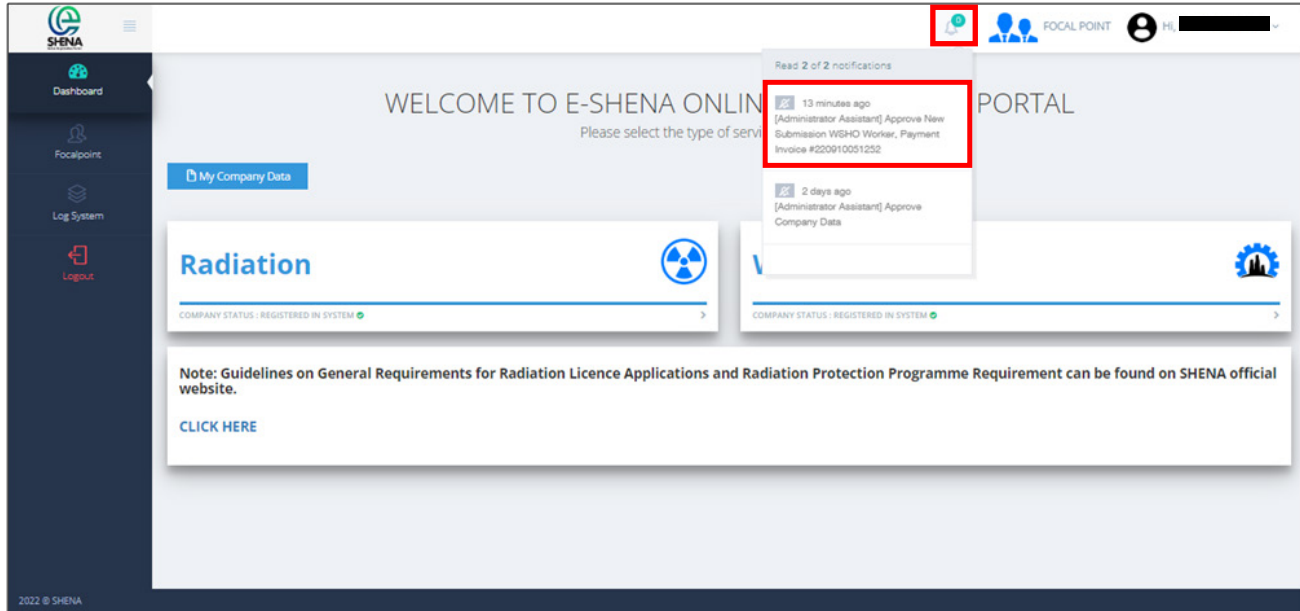 SHENA
0
FOCAL POINT
Hi,
Dashboard
Focalpoint
Log System
Logout
WELCOME TO E-SHENA ONLIN PORTAL
Please select the type of servi
Read 2 of 2 notifications
13 minutes ago
[Administrator Assistant] Approve New
Submission WSHO Worker, Payment
Invoice #220910051252
2 days ago
[Administrator Assistant] Approve
Company Data
My Company Data
Radiation
COMPANY STATUS : REGISTERED IN SYSTEM
COMPANY STATUS : REGISTERED IN SYSTEM
Note: Guidelines on General Requirements for Radiation Licence Applications and Radiation Protection Programme Requirement can be found on SHENA official
website.
CLICK HERE
2022 © SHENA